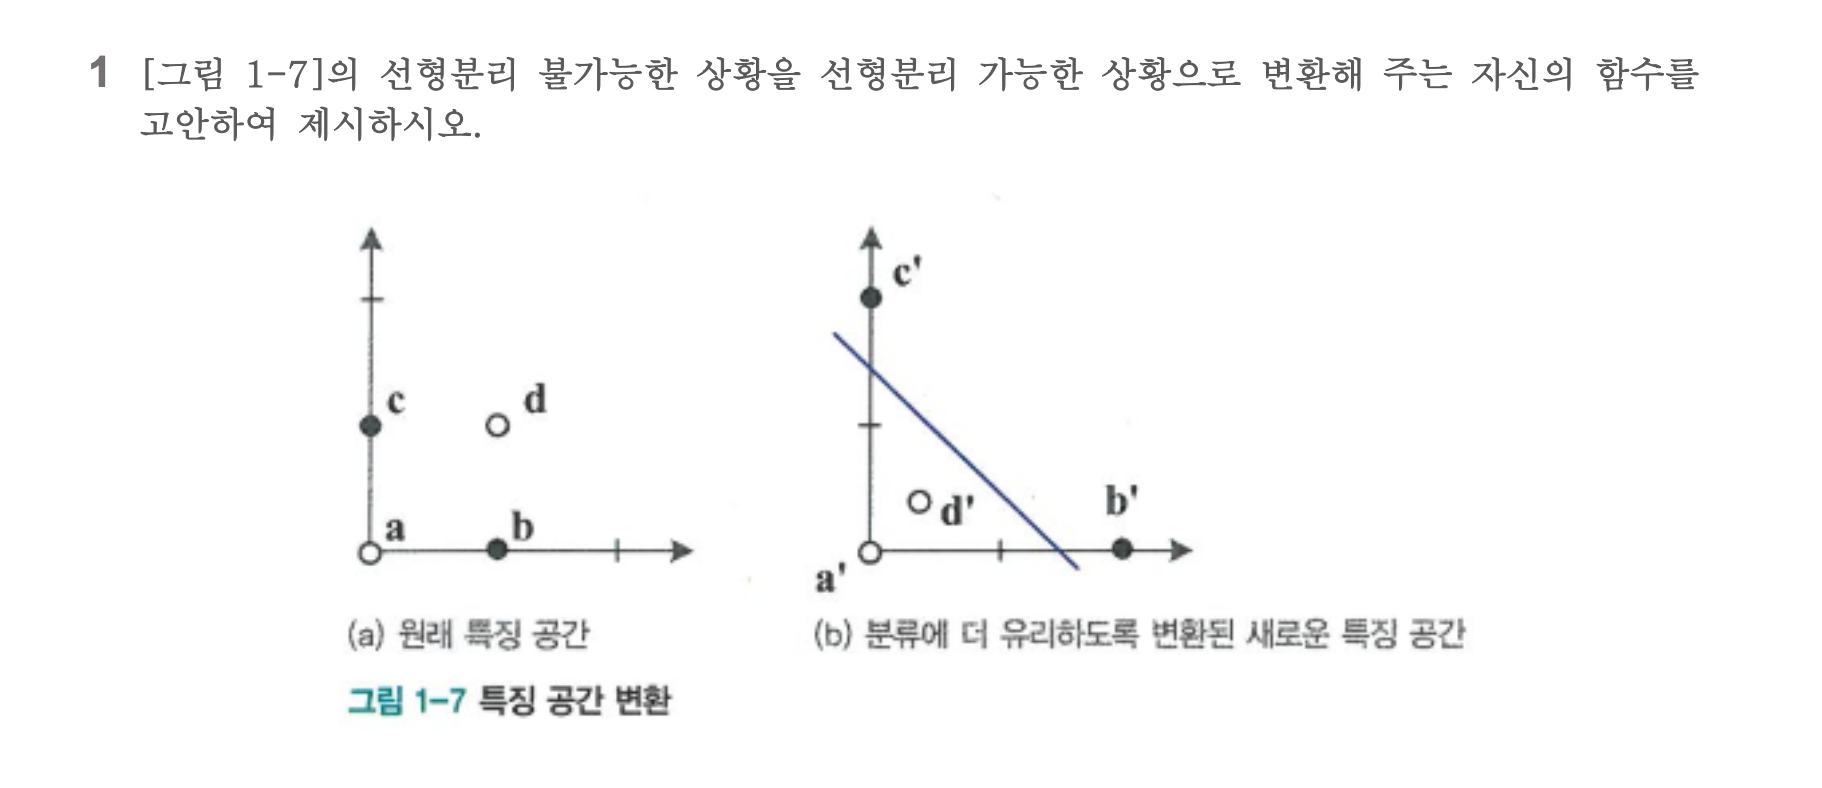 1 [그림 1-7]의 선형분리 불가능한 상황을 선형분리 가능한 상황으로 변환해 주는 자신의 함수를
고안하여 제시하시오.
c'
c
d
b'
d'
a
b
a'
(a) 원래 특징 공간
(b) 분류에 더 유리하도록 변환된 새로운 특징 공간
그림 1-7 특징 공간 변환